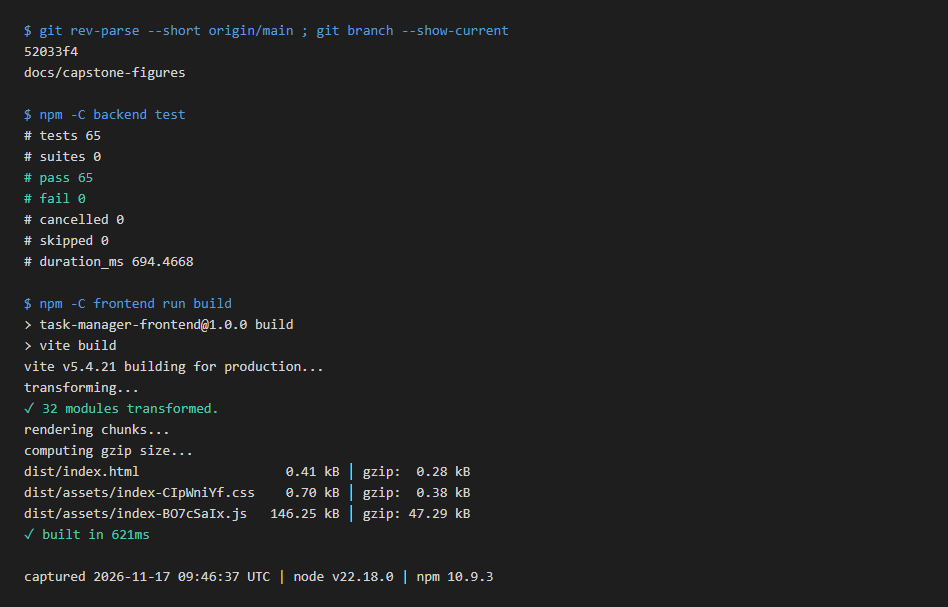 $ git rev-parse --short origin/main ; git branch --show-current
52033f4
docs/capstone-figures
$ npm -C backend test
# tests 65
# suites 0
# pass 65
# fail 0
# cancelled 0
# skipped 0
# duration_ms 694.4668
$ npm -C frontend run build
> task-manager-frontend@1.0.0 build
> vite build
vite v5.4.21 building for production...
transforming...
✓ 32 modules transformed.
rendering chunks...
computing gzip size...
dist/index.html                   0.41 kB │ gzip:  0.28 kB
dist/assets/index-CIpWniYf.css    0.70 kB │ gzip:  0.38 kB
dist/assets/index-BO7cSaIx.js   146.25 kB │ gzip: 47.29 kB
✓ built in 621ms
captured 2026-11-17 09:46:37 UTC | node v22.18.0 | npm 10.9.3